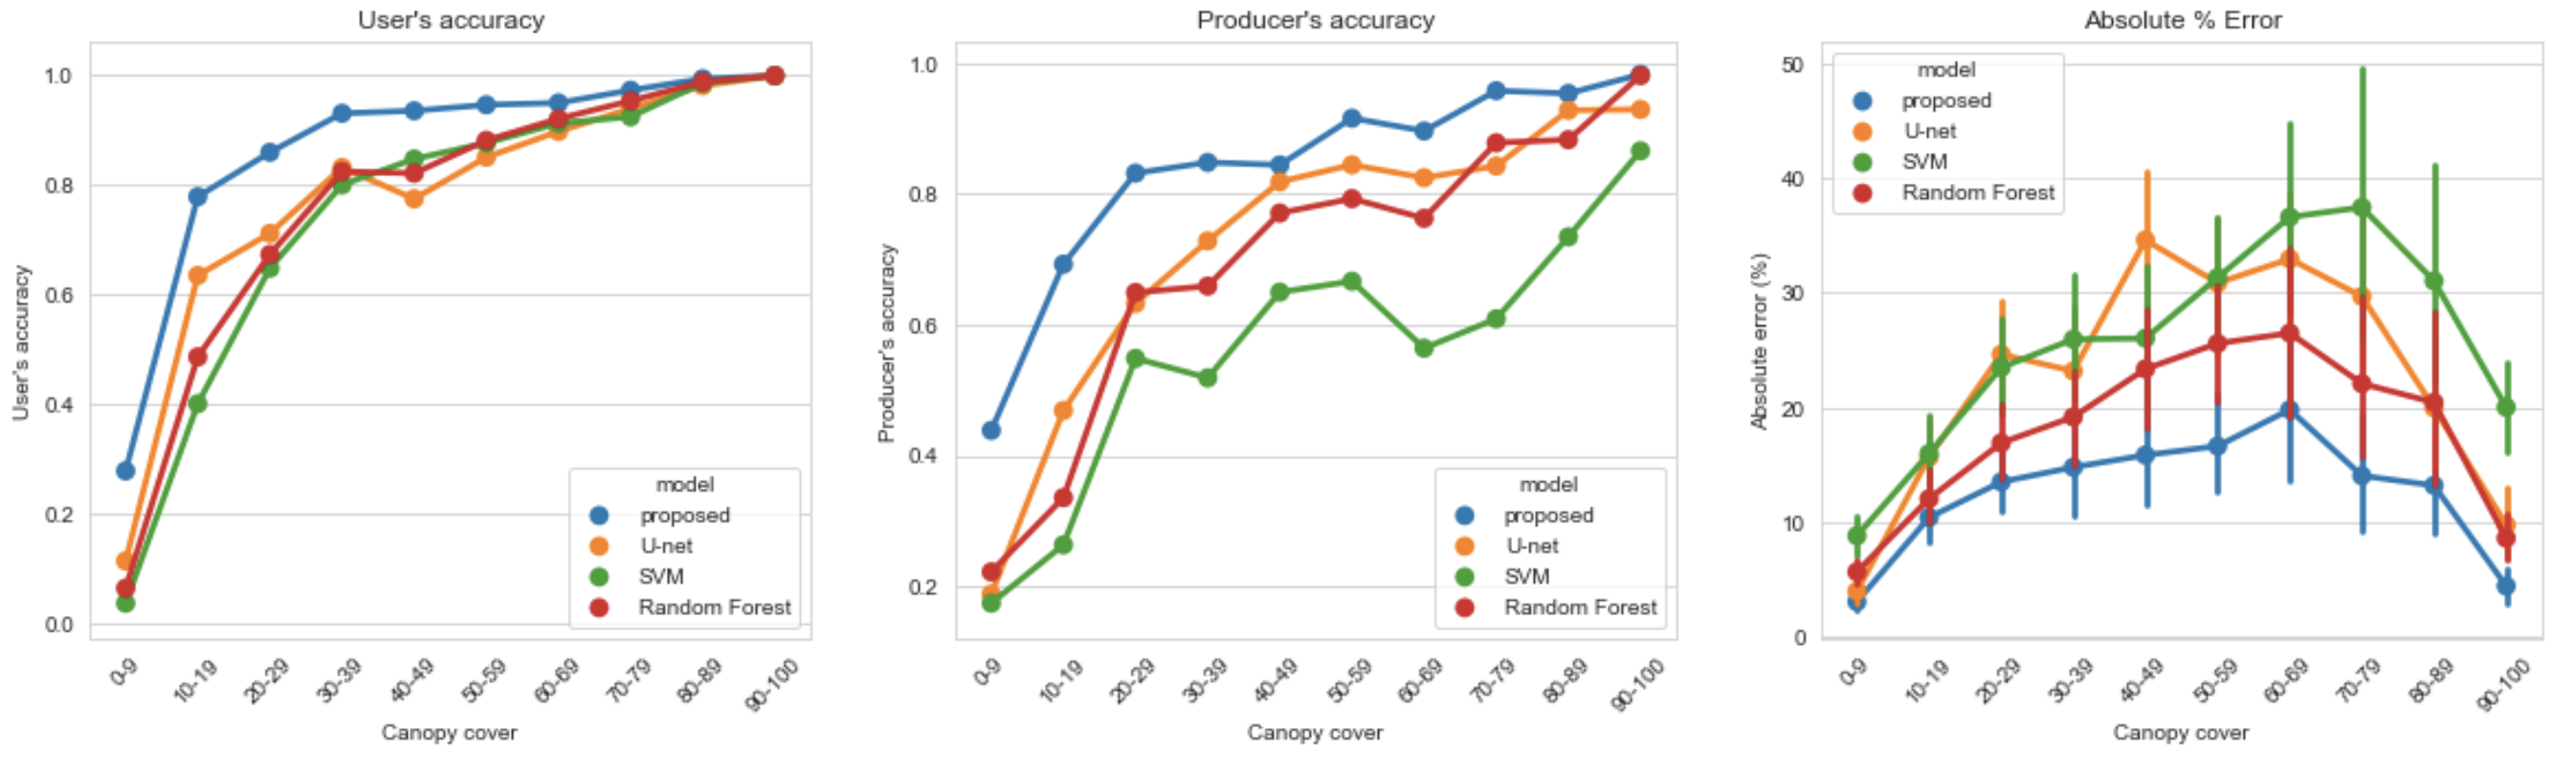 User's accuracy
User's accuracy
1.0
0.8
0.6
0.4
0.2
0.0
model
proposed
U-net
SVM
Random Forest
0-9
10-19
20-29
30-39
40-49
50-59
60-69
70-79
80-89
90-100
Canopy cover
Producer's accuracy
Producer's accuracy
1.0
0.8
0.6
0.4
0.2
model
proposed
U-net
SVM
Random Forest
0-9
10-19
20-29
30-39
40-49
50-59
60-69
70-79
80-89
90-100
Canopy cover
Absolute % Error
Absolute error (%)
50
40
30
20
10
0
model
proposed
U-net
SVM
Random Forest
0-9
10-19
20-29
30-39
40-49
50-59
60-69
70-79
80-89
90-100
Canopy cover